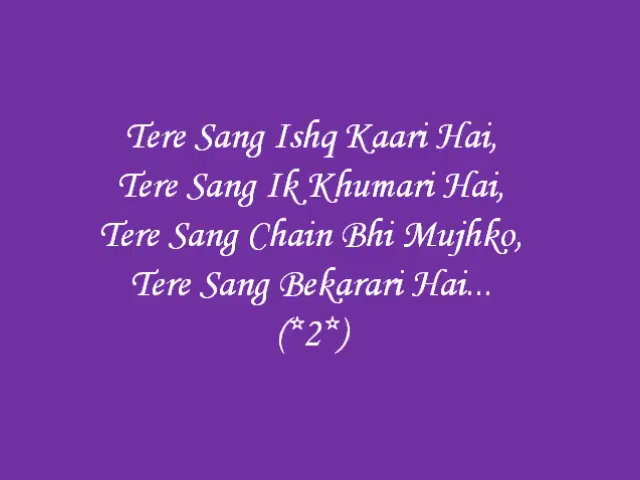 Tere Sang Ishq Kaari Hai,
Tere Sang Ik Khumari Hai,
Tere Sang Chain Bhi Mujhko,
Tere Sang Bekarari Hai...
(*2*)